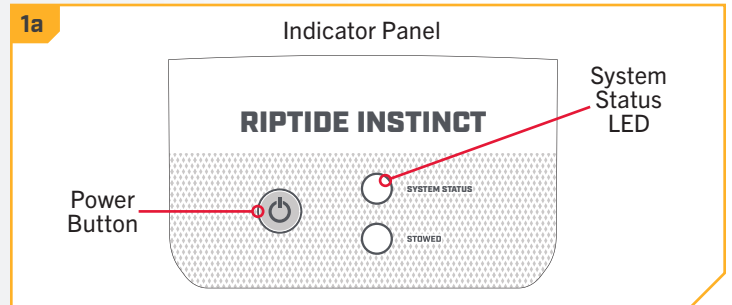 1a
Indicator Panel
System
Status
LED
RIPTIDE INSTINCT
SYSTEM STATUS
Power
Button
STOWED